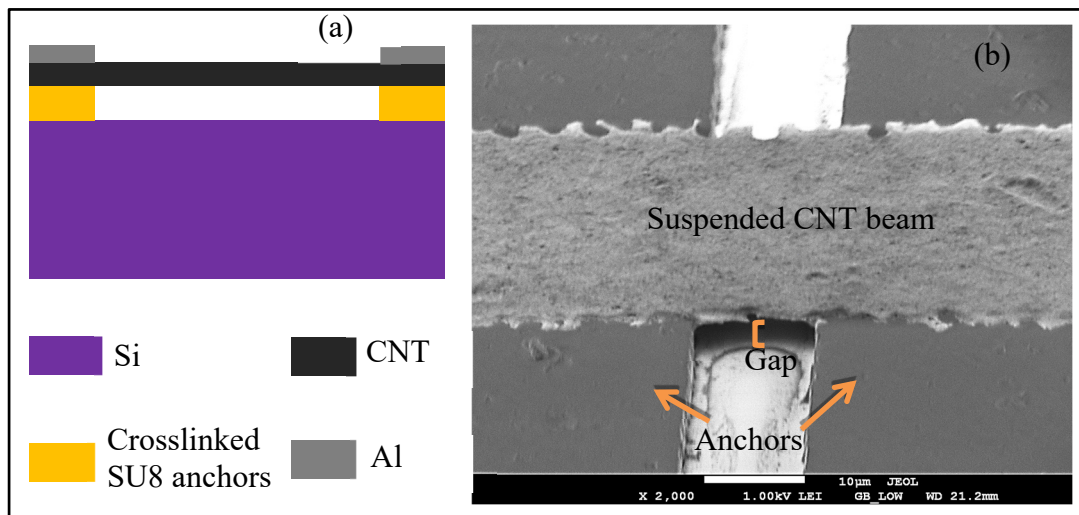 (a)
Si
CNT
Crosslinked
SU8 anchors
Al
(b)
Suspended CNT beam
Gap
Anchors
10µm JEOL
X 2,000 1.00kV LEI GB_LOW WD 21.2mm